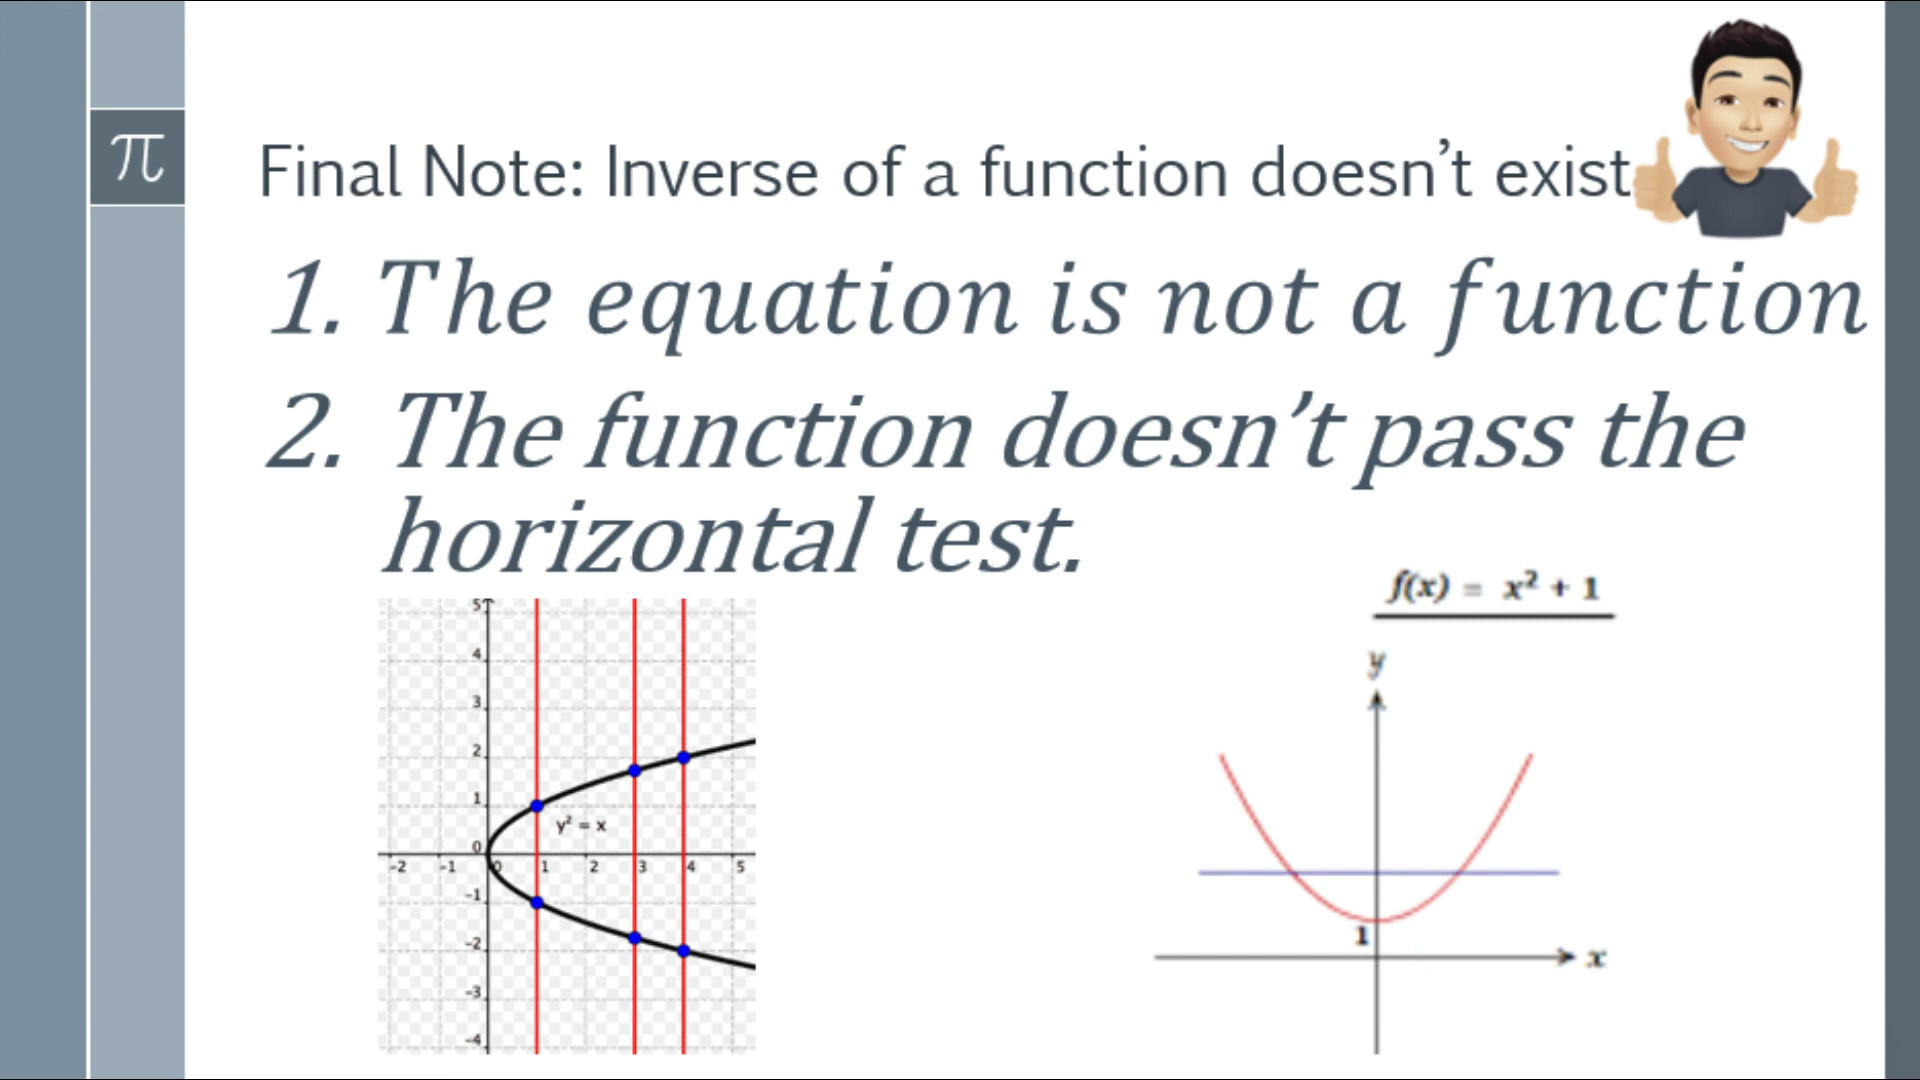 π
Final Note: Inverse of a function doesn’t exist
1. The equation is not a function
2. The function doesn’t pass the
horizontal test.
f(x) = x² + 1
5
4
3
2
1
y² = x
0
-2 -1 0 1 2 3 4 5
-1
-2
-3
-4
y
1
x